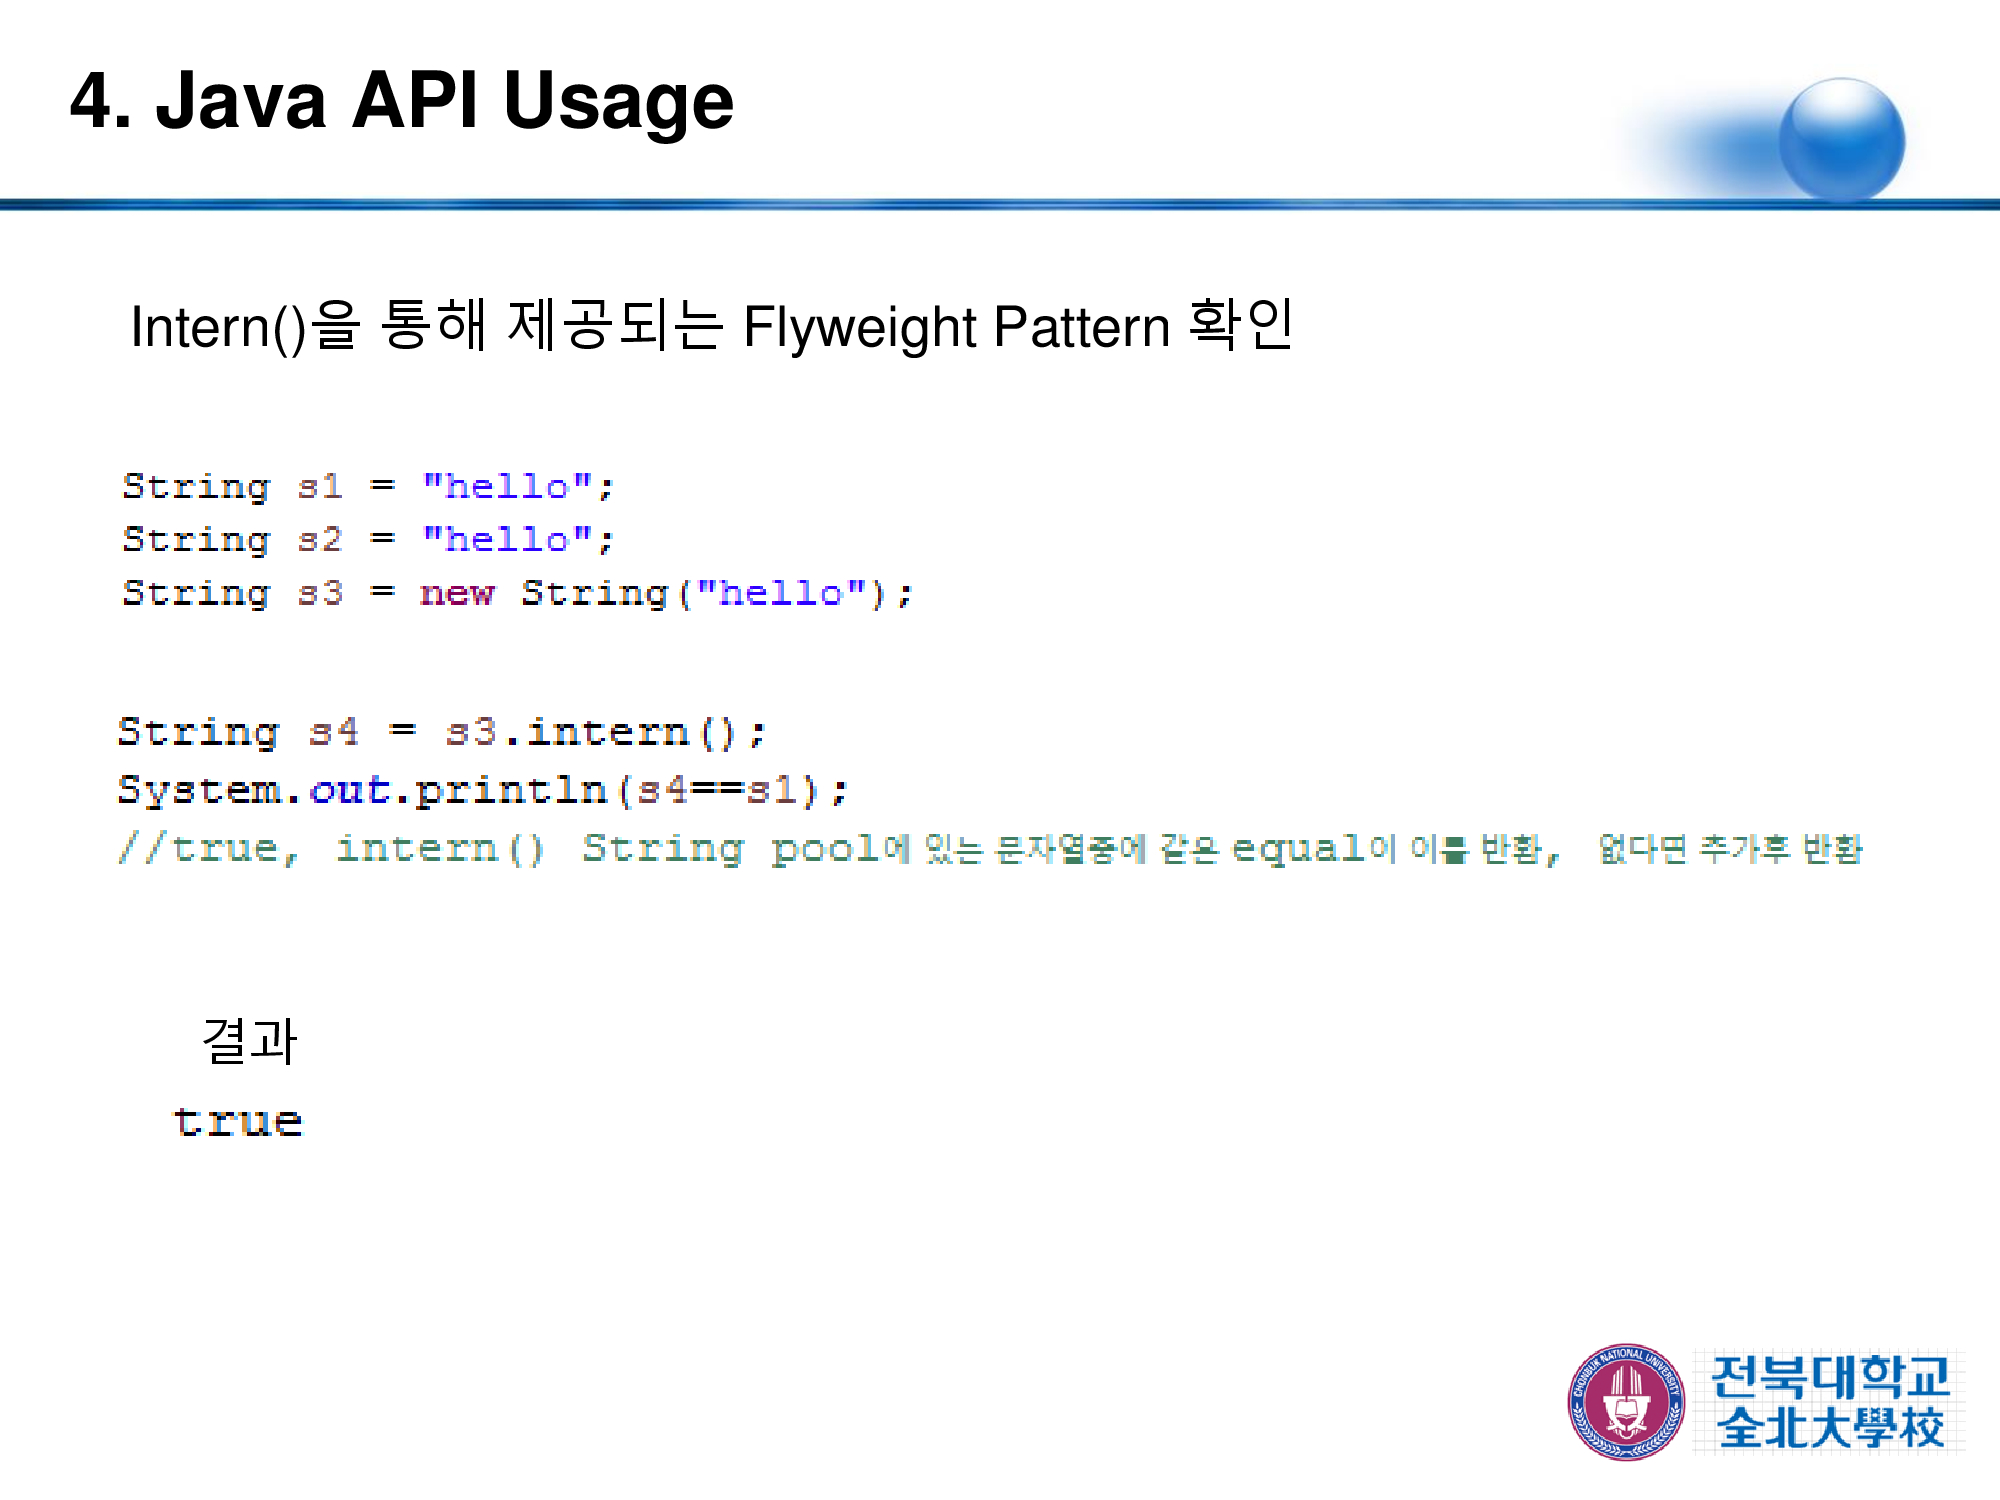 4. Java API Usage
Intern()을 통해 제공되는 Flyweight Pattern 확인
String s1 = "hello";
String s2 = "hello";
String s3 = new String("hello");
String s4 = s3.intern();
System.out.println(s4==s1);
//true, intern() String pool에 있는 문자열중에 같은 equal이 이를 반환, 없다면 추가후 반환
결과
true
CHONBUK NATIONAL UNIVERSITY
전북대학교
全北大學校